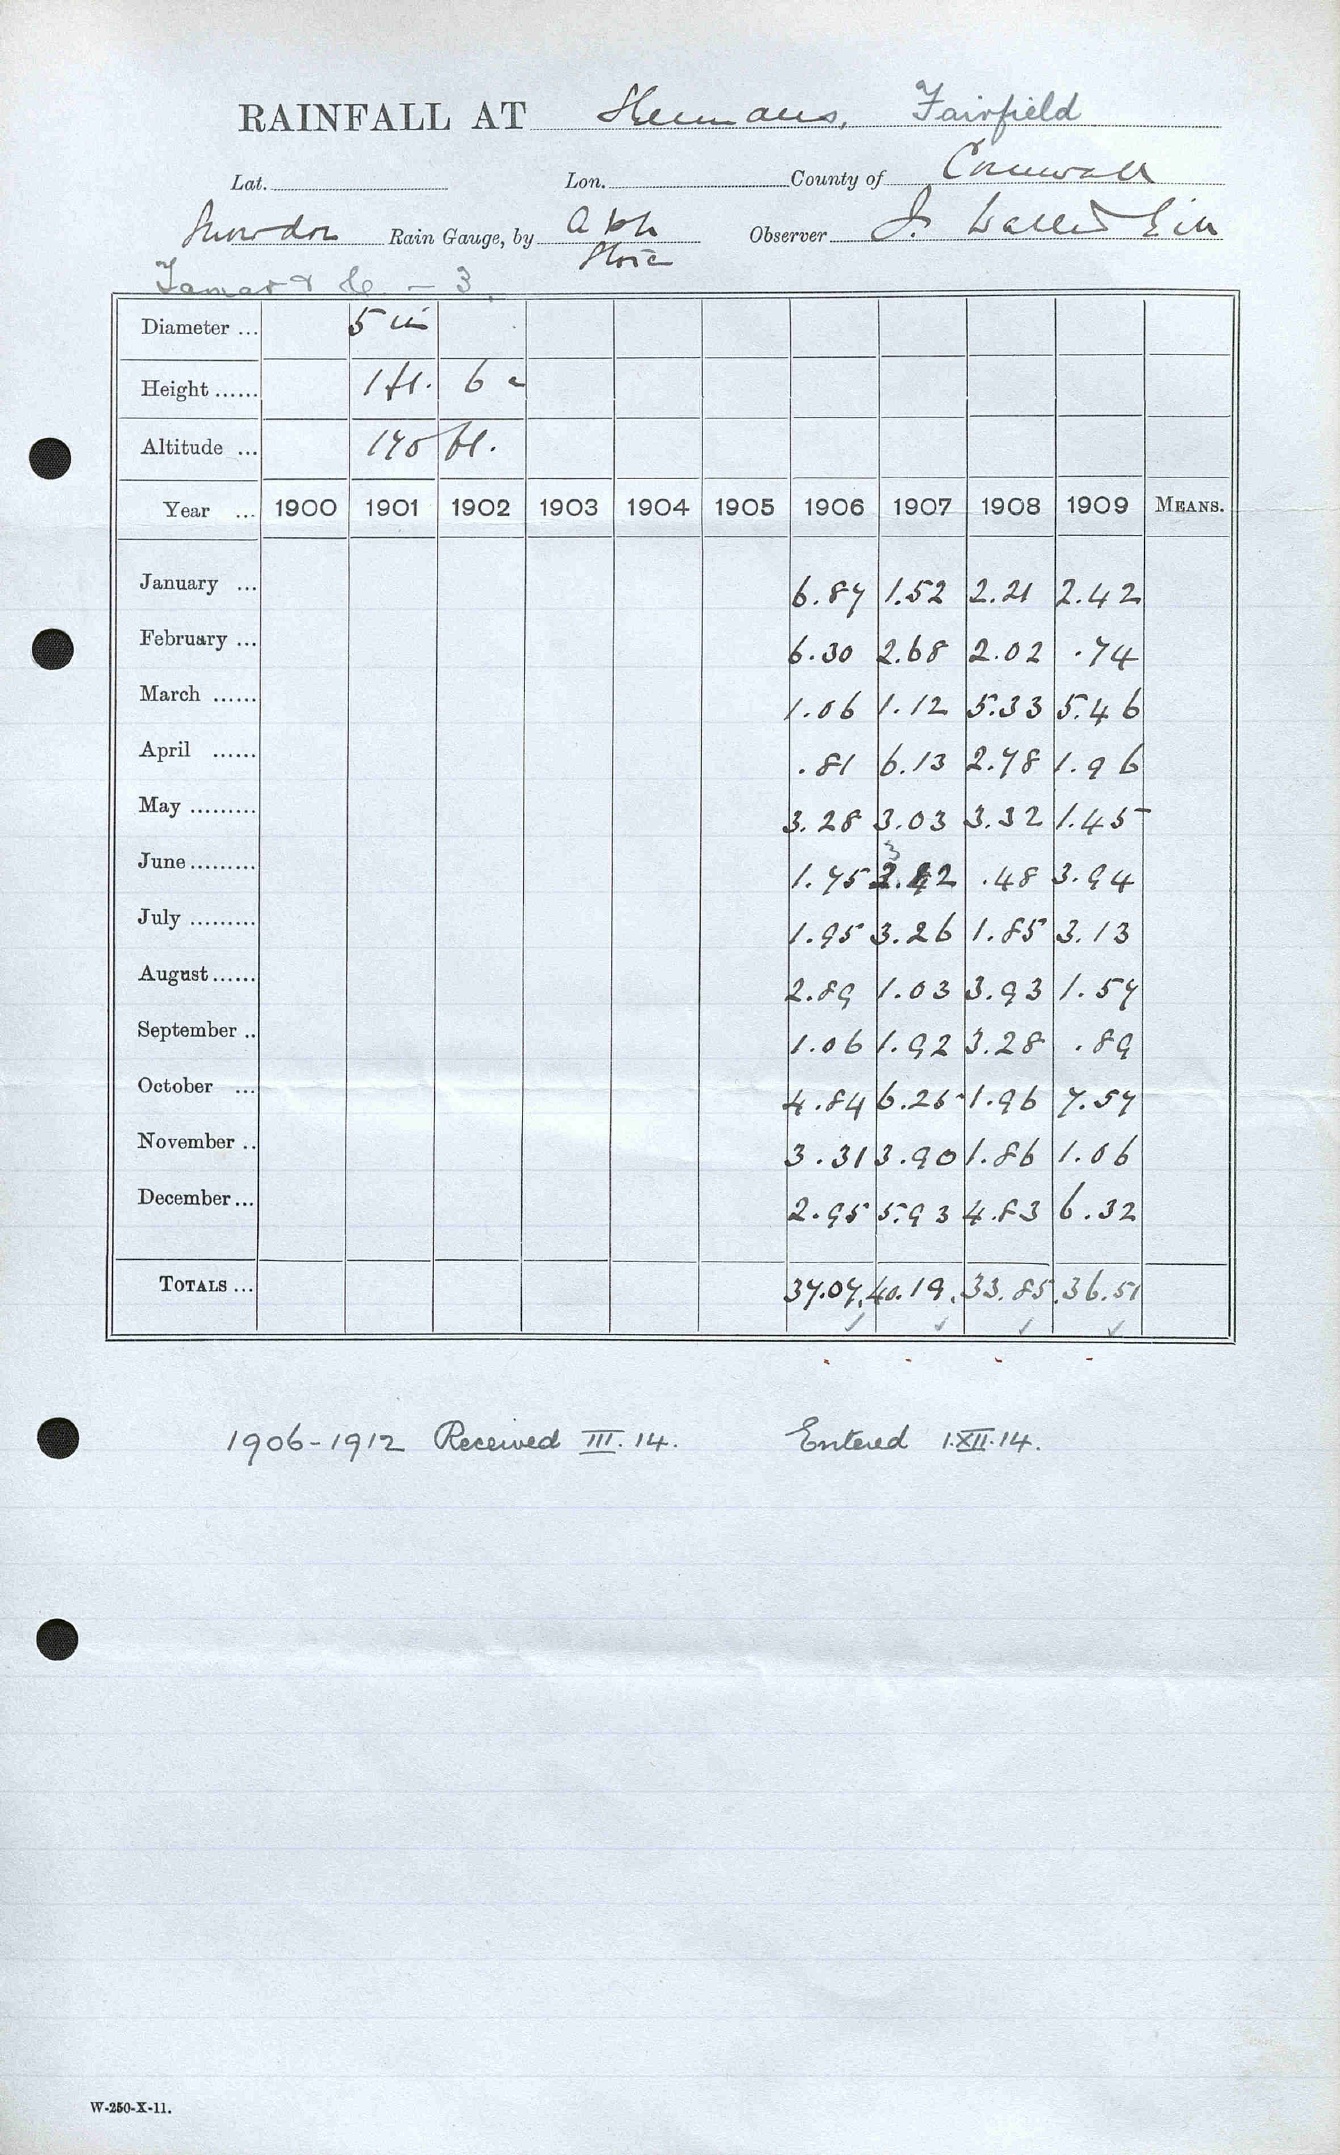 RAINFALL AT Fairfield
Lat. Lon. County of Cornwall
Snowdon Rain Gauge, by Observer J.
Tamar & 3.
Diameter ... 5 in
Height ...... 1 ft. 6
Altitude ... 170 ft.
Year ... 1900 1901 1902 1903 1904 1905 1906 1907 1908 1909 MEANS.
January ... 6.87 1.52 2.21 2.42
February ... 6.30 2.68 2.02 .74
March ...... 1.06 1.12 5.33 5.46
April ...... .81 6.13 2.78 1.96
May ......... 3.28 3.03 3.32 1.45
June ......... 1.75 3.42 .48 3.94
July ......... 1.95 3.26 1.85 3.13
August ...... 2.89 1.03 3.93 1.57
September .. 1.06 1.92 3.28 .89
October ... 4.84 6.25 1.96 7.57
November .. 3.31 3.90 1.86 1.06
December ... 2.95 5.93 4.83 6.32
TOTALS ... 37.07 40.19 33.85 36.51
1906-1912 Received III.14. Entered 1.XII.14.
W-250-X-11.